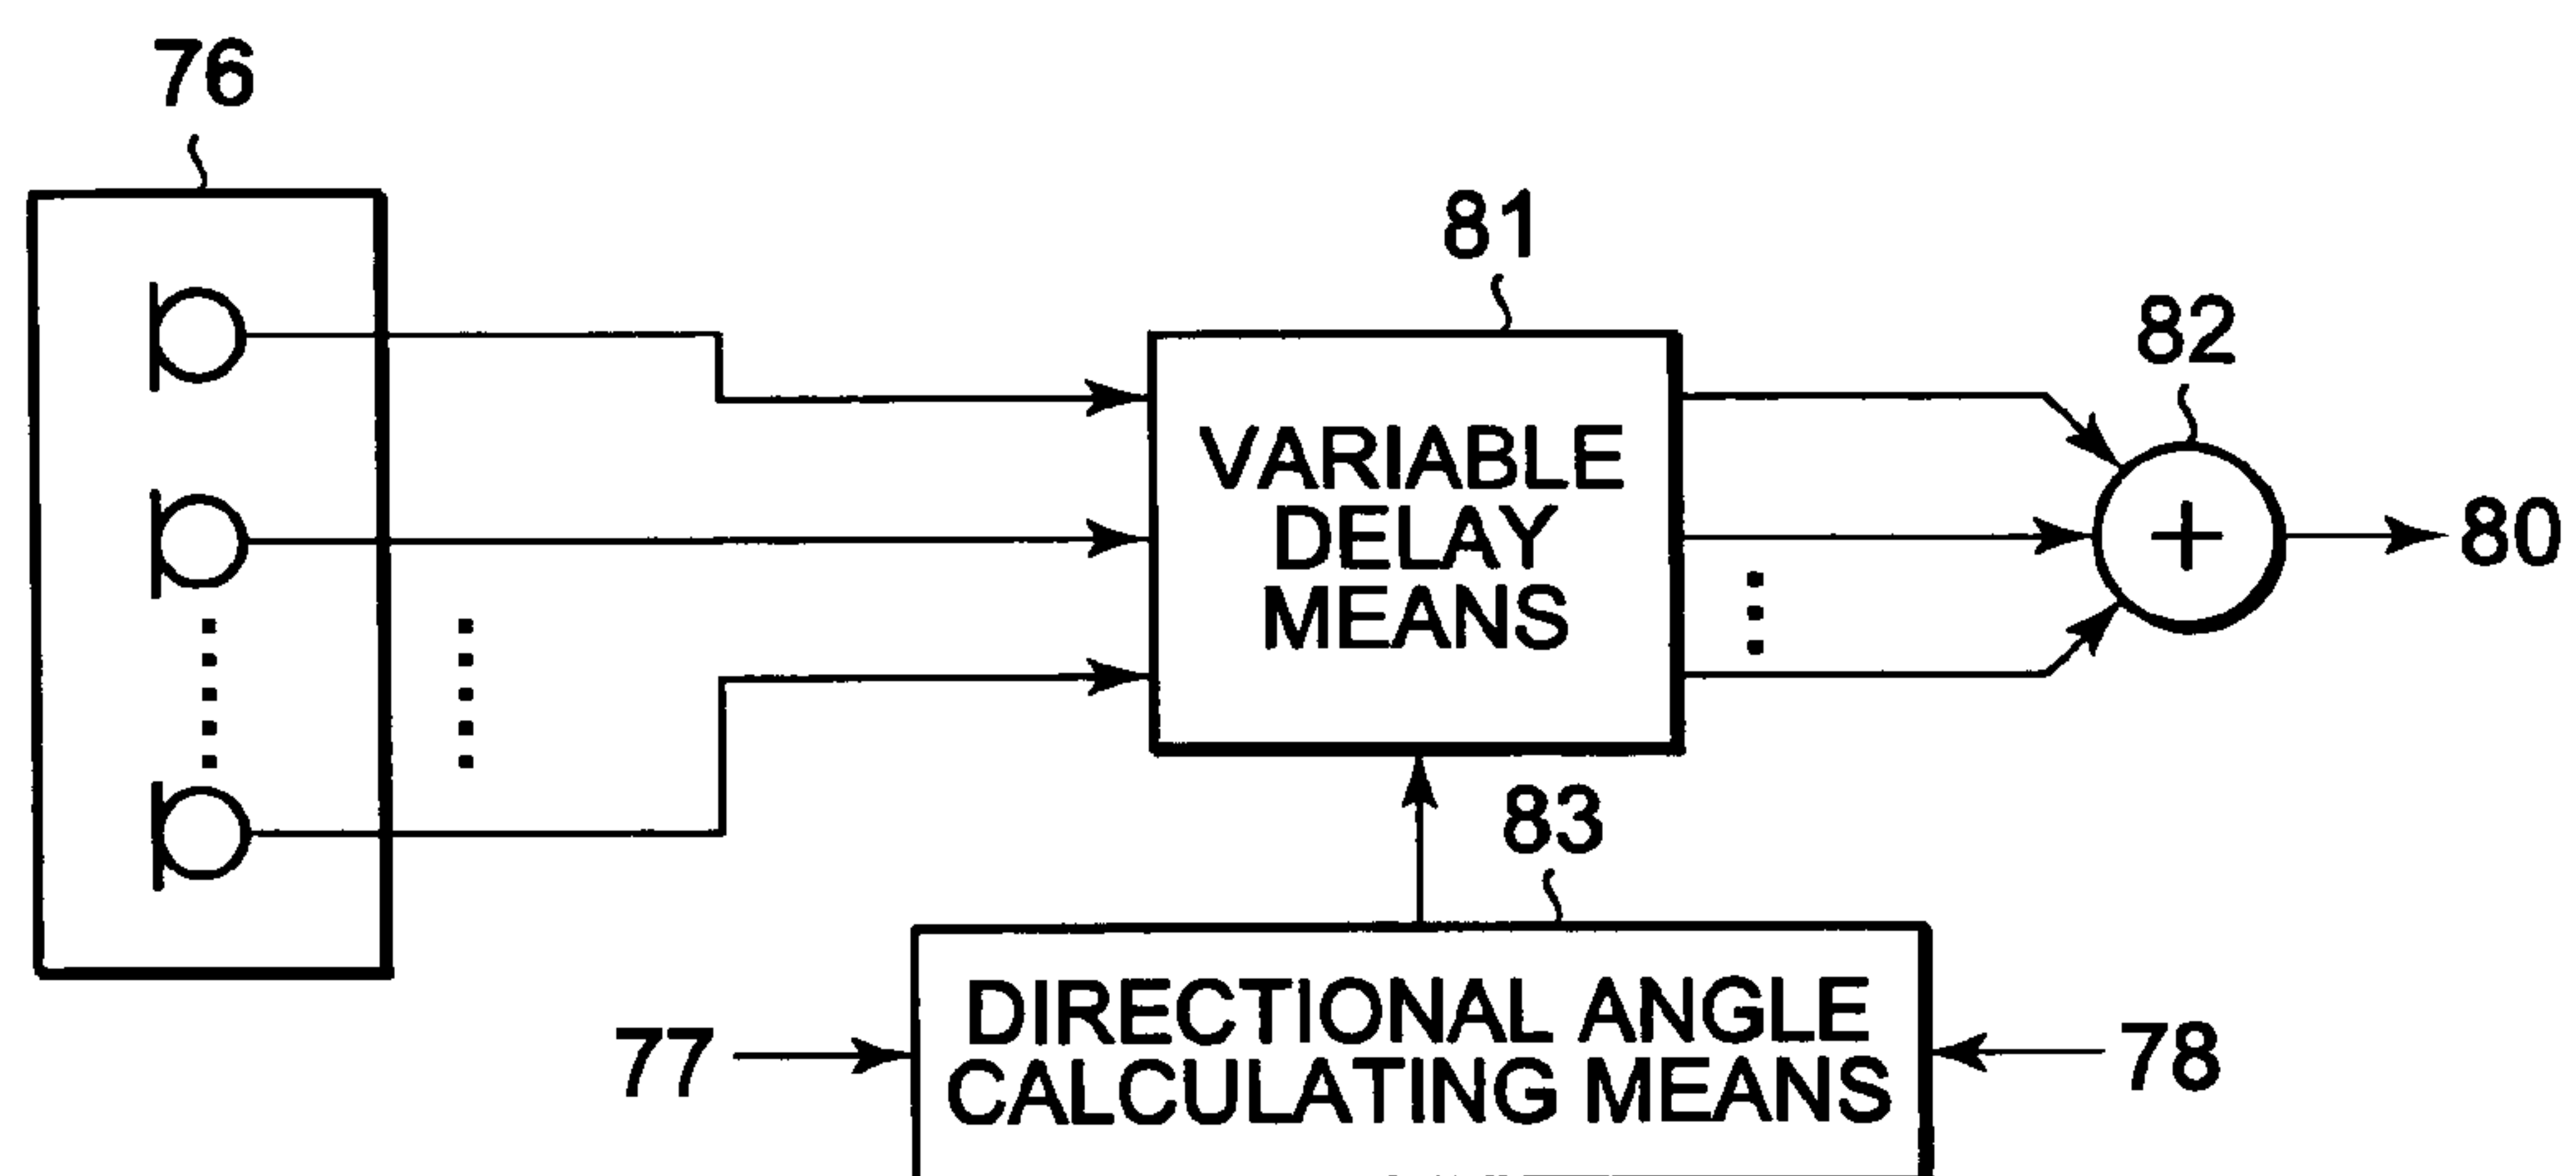 76
81
82
VARIABLE
DELAY
MEANS
80
83
DIRECTIONAL ANGLE
CALCULATING MEANS
77
78